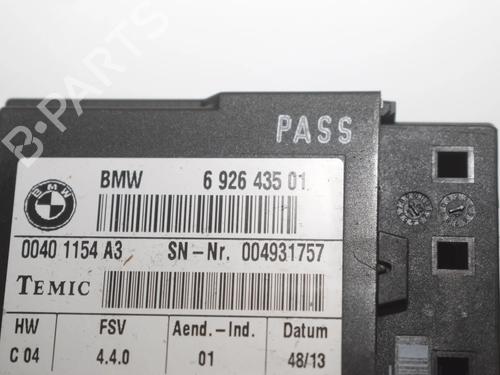 PASS
BMW
BMW 6 926 435 01
0040 1154 A3 SN-Nr. 004931757
TEMIC
HW FSV Aend.-Ind. Datum
C 04 4.4.0 01 48/13
B-PARTS